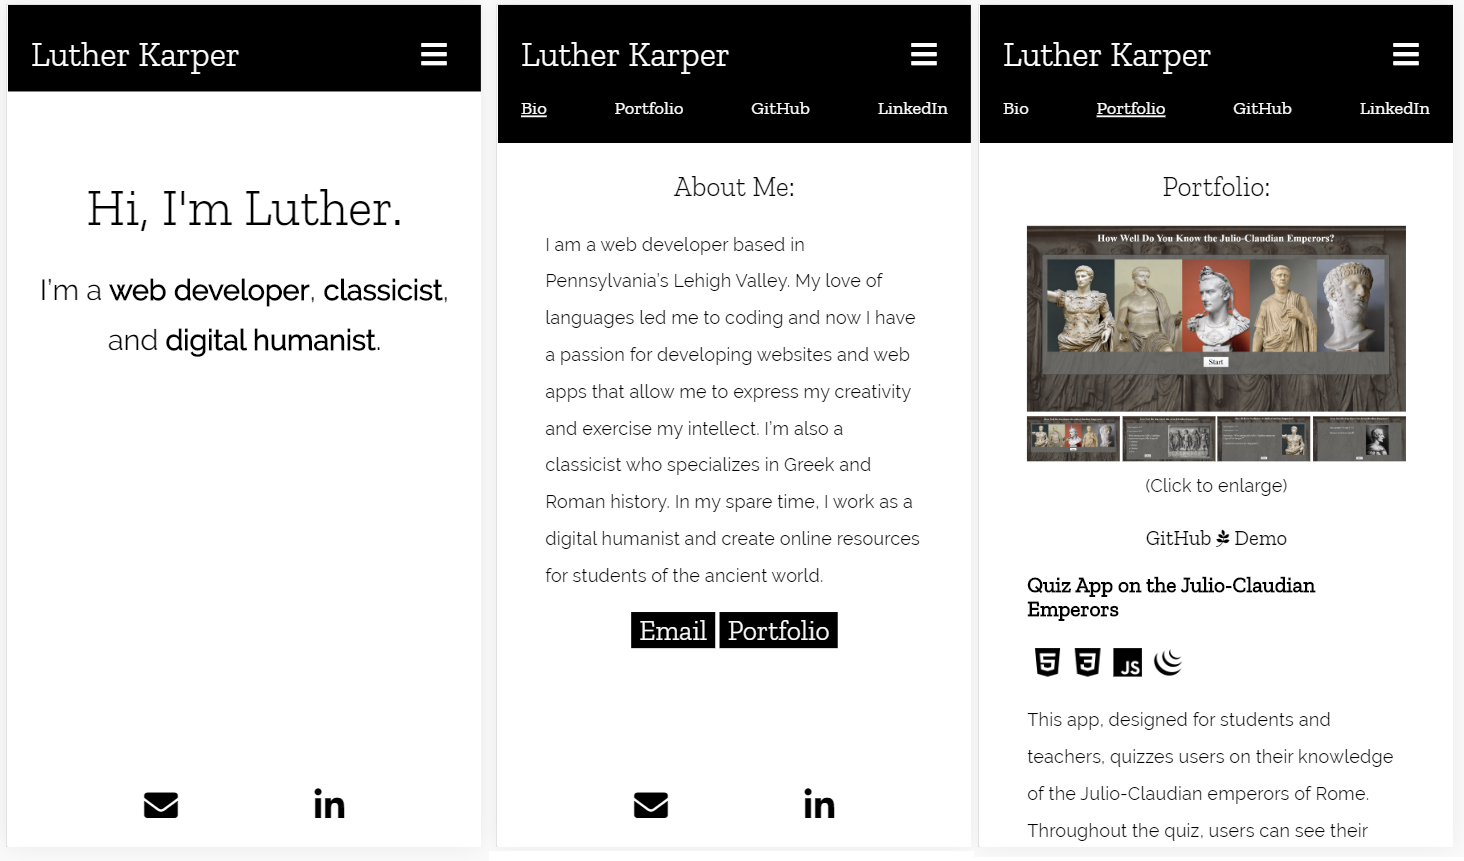 Luther Karper
Hi, I'm Luther.
I'm a web developer, classicist,
and digital humanist.
in
Luther Karper
Bio Portfolio GitHub LinkedIn
About Me:
I am a web developer based in
Pennsylvania's Lehigh Valley. My love of
languages led me to coding and now I have
a passion for developing websites and web
apps that allow me to express my creativity
and exercise my intellect. I'm also a
classicist who specializes in Greek and
Roman history. In my spare time, I work as a
digital humanist and create online resources
for students of the ancient world.
Email Portfolio
in
Luther Karper
Bio Portfolio GitHub LinkedIn
Portfolio:
How Well Do You Know the Julio-Claudian Emperors?
Start
(Click to enlarge)
GitHub Demo
Quiz App on the Julio-Claudian
Emperors
5 3 JS
This app, designed for students and
teachers, quizzes users on their knowledge
of the Julio-Claudian emperors of Rome.
Throughout the quiz, users can see their